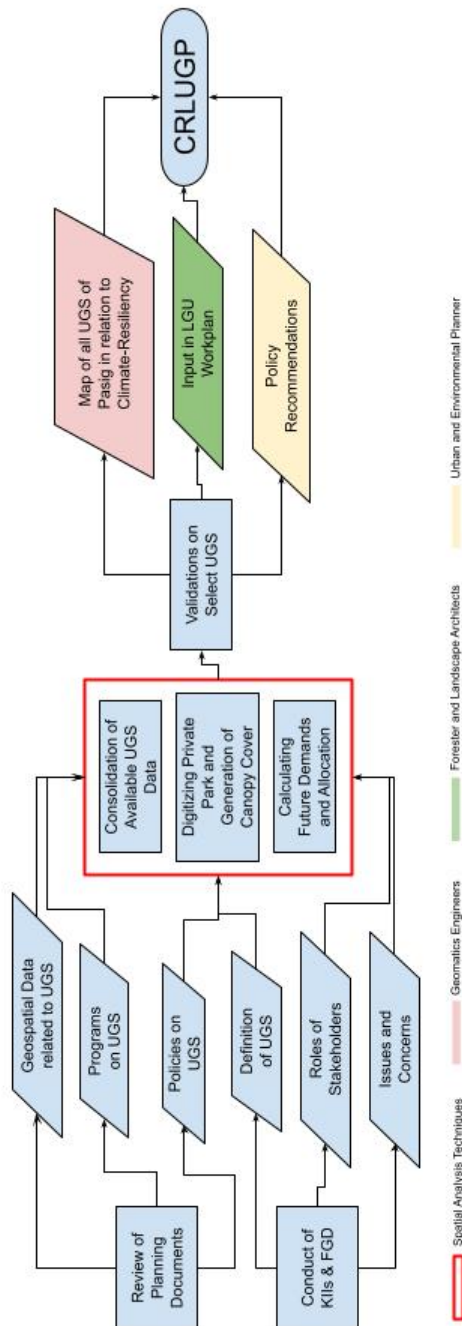 Review of
Planning
Documents
Conduct of
KIIs & FGD
Geospatial Data
related to UGS
Programs
on UGS
Policies on
UGS
Definition
of UGS
Roles of
Stakeholders
Issues and
Concerns
Consolidation of
Available UGS
Data
Digitizing Private
Park and
Generation of
Canopy Cover
Calculating
Future Demands
and Allocation
Validations on
Select UGS
Map of all UGS of
Pasig in relation to
Climate-Resiliency
Input in LGU
Workplan
Policy
Recommendations
CRLUGP
Spatial Analysis Techniques
Geomatics Engineers
Forester and Landscape Architects
Urban and Environmental Planner